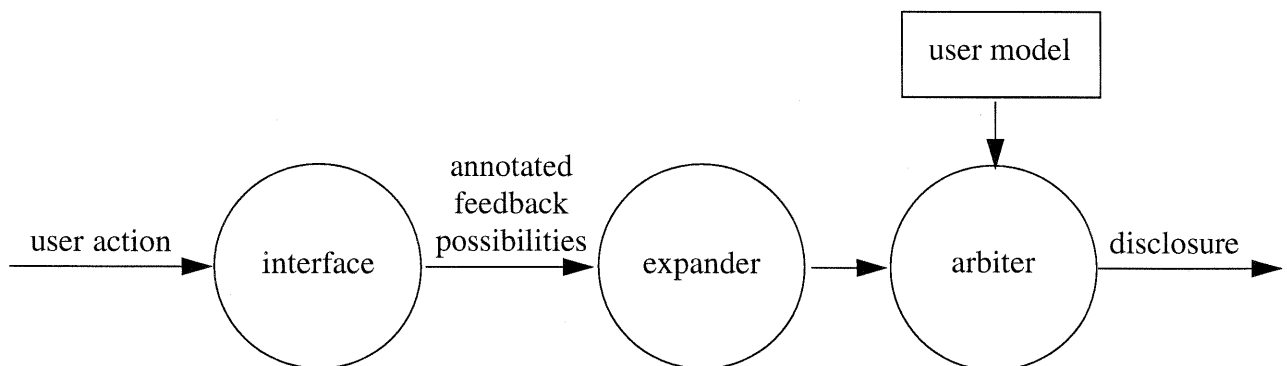 user model
annotated
feedback
possibilities
user action
interface
expander
arbiter
disclosure